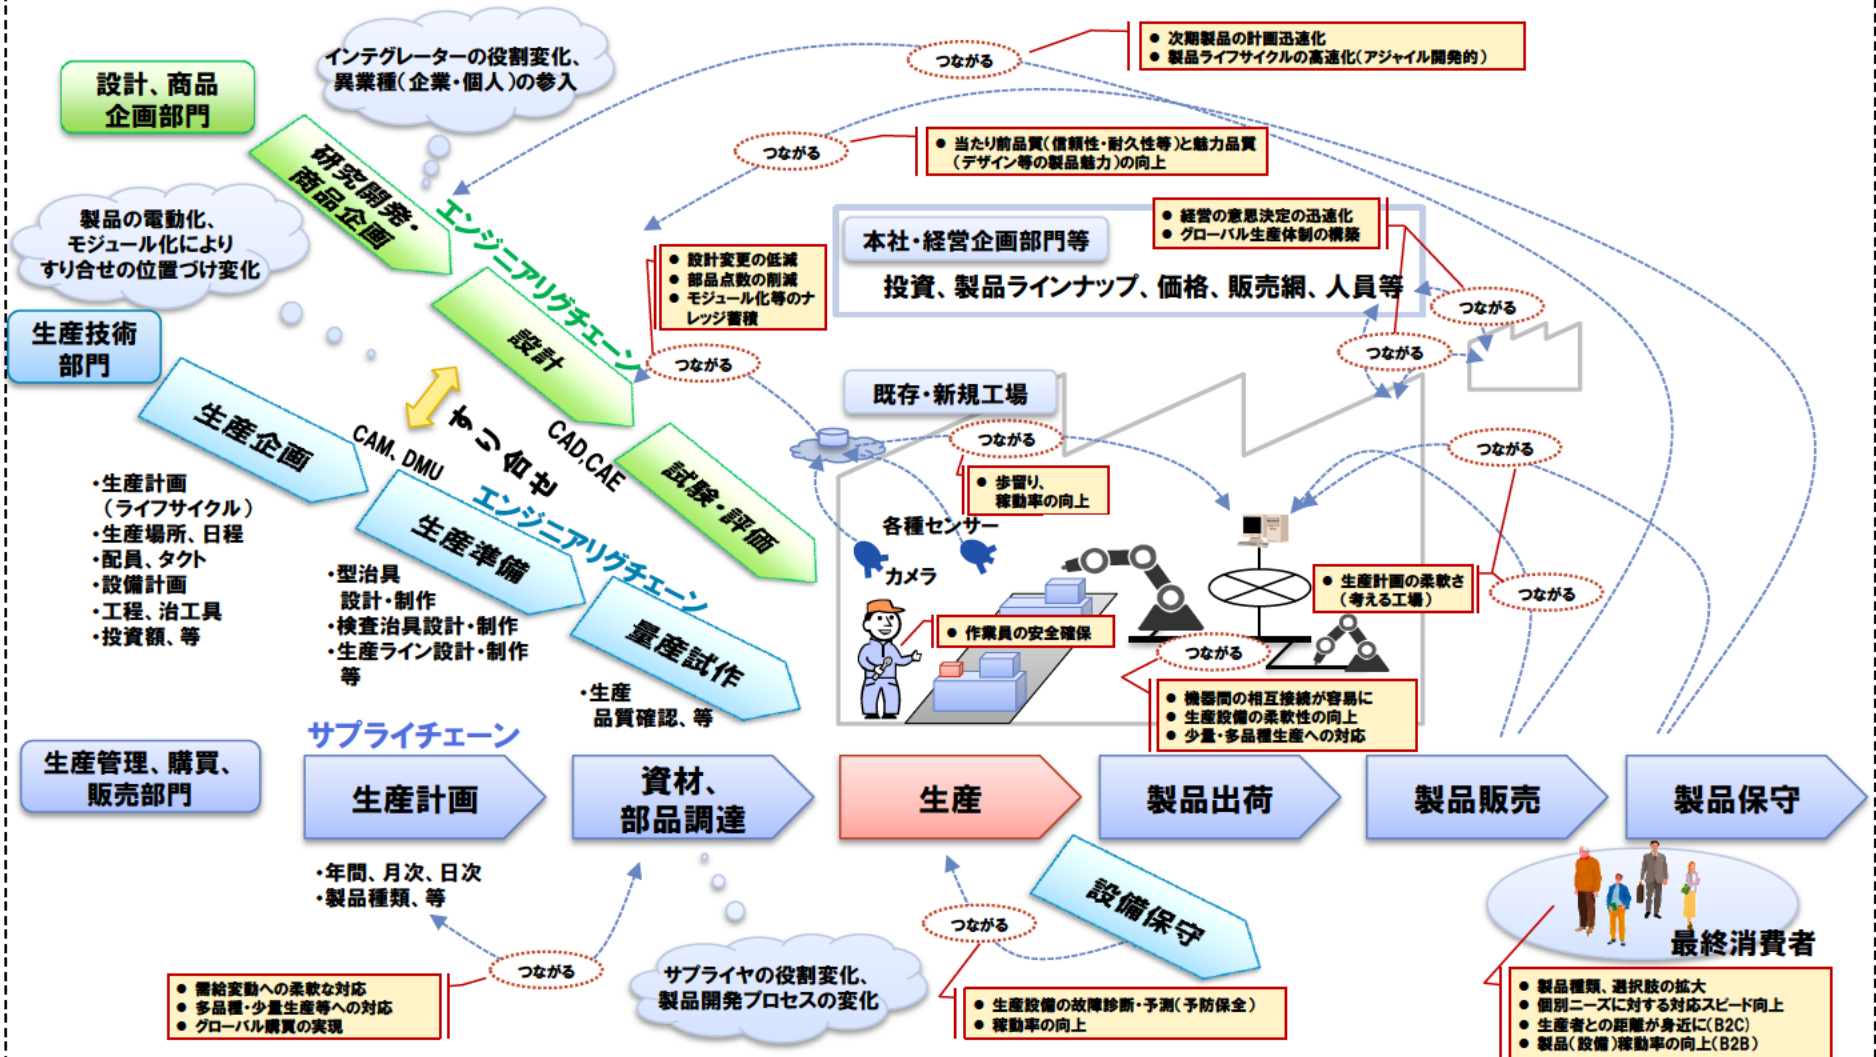 インテグレーターの役割変化、
異業種（企業・個人）の参入
つながる
● 次期製品の計画迅速化
● 製品ライフサイクルの高速化（アジャイル開発的）
設計、商品
企画部門
つながる
● 当たり前品質（信頼性・耐久性等）と魅力品質
（デザイン等の製品魅力）の向上
研究開発・
商品企画
エンジニアリグチェーン
製品の電動化、
モジュール化により
すり合せの位置づけ変化
● 設計変更の低減
● 部品点数の削減
● モジュール化等のナ
レッジ蓄積
つながる
本社・経営企画部門等
● 経営の意思決定の迅速化
● グローバル生産体制の構築
投資、製品ラインナップ、価格、販売網、人員等
つながる
つながる
生産技術
部門
設計
既存・新規工場
生産企画
CAM、DMU
すり合せ
CAD,CAE
試験・評価
・生産計画
（ライフサイクル）
・生産場所、日程
・配員、タクト
・設備計画
・工程、治工具
・投資額、等
生産準備
エンジニアリグチェーン
・型治具
設計・制作
・検査治具設計・制作
・生産ライン設計・制作
等
量産試作
・生産
品質確認、等
つながる
● 歩留り、
稼動率の向上
各種センサー
カメラ
つながる
● 生産計画の柔軟さ
（考える工場）
つながる
● 作業員の安全確保
つながる
● 機器間の相互接続が容易に
● 生産設備の柔軟性の向上
● 少量・多品種生産への対応
サプライチェーン
生産管理、購買、
販売部門
生産計画
資材、
部品調達
生産
製品出荷
製品販売
製品保守
・年間、月次、日次
・製品種類、等
設備保守
つながる
● 需給変動への柔軟な対応
● 多品種・少量生産等への対応
● グローバル購買の実現
サプライヤの役割変化、
製品開発プロセスの変化
つながる
● 生産設備の故障診断・予測（予防保全）
● 稼動率の向上
最終消費者
● 製品種類、選択肢の拡大
● 個別ニーズに対する対応スピード向上
● 生産者との距離が身近に（B2C）
● 製品（設備）稼動率の向上（B2B）